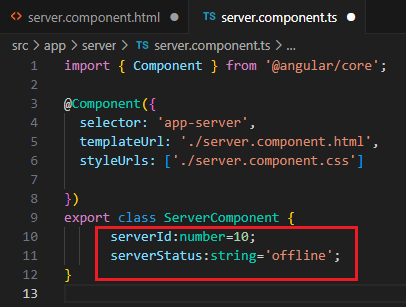 server.component.html ● TS server.component.ts ●
src > app > server > TS server.component.ts > ...
1 import { Component } from '@angular/core';
2
3 @Component({
4 selector: 'app-server',
5 templateUrl: './server.component.html',
6 styleUrls: ['./server.component.css']
7
8 })
9 export class ServerComponent {
10 serverId:number=10;
11 serverStatus:string='offline';
12 }
13